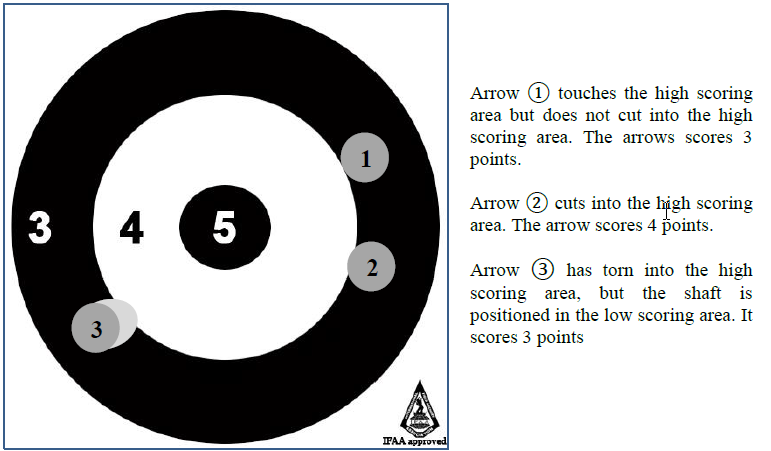 3 4 5
1
2
3
IFAA approved
Arrow ① touches the high scoring
area but does not cut into the high
scoring area. The arrows scores 3
points.
Arrow ② cuts into the high scoring
area. The arrow scores 4 points.
Arrow ③ has torn into the high
scoring area, but the shaft is
positioned in the low scoring area. It
scores 3 points